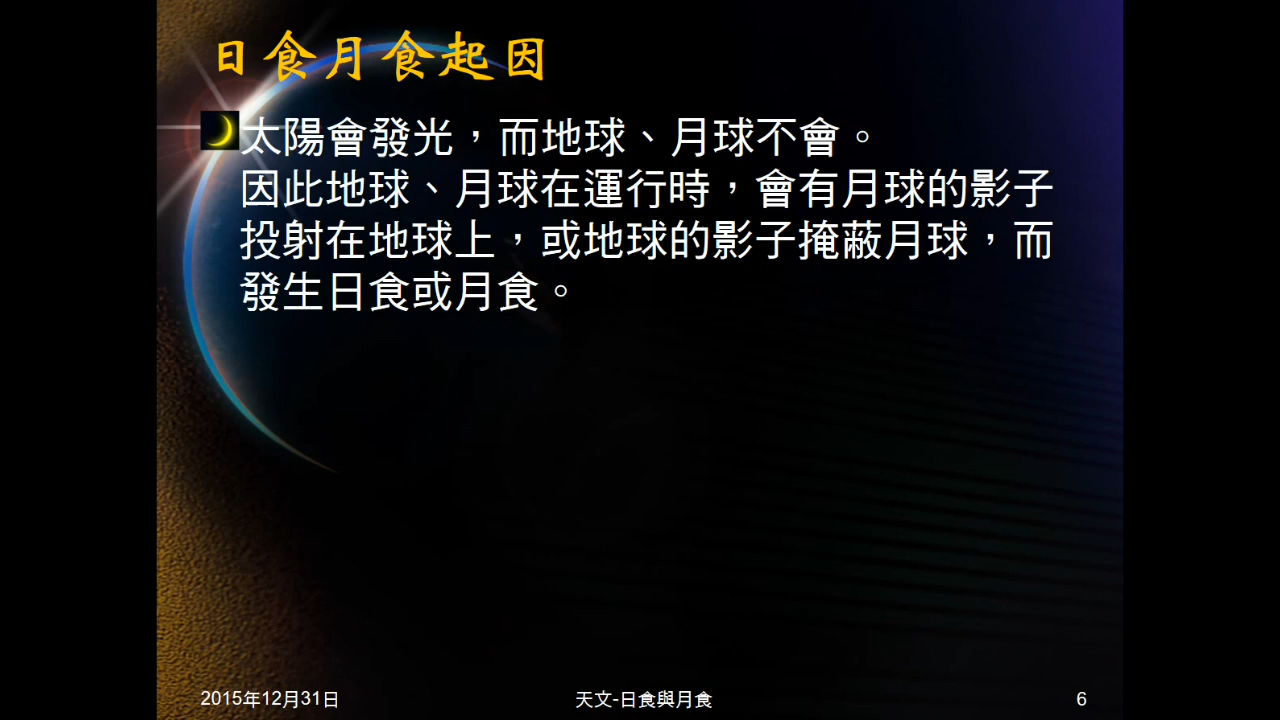 日食月食起因
太陽會發光，而地球、月球不會。
因此地球、月球在運行時，會有月球的影子
投射在地球上，或地球的影子掩蔽月球，而
發生日食或月食。
2015年12月31日
天文-日食與月食
6